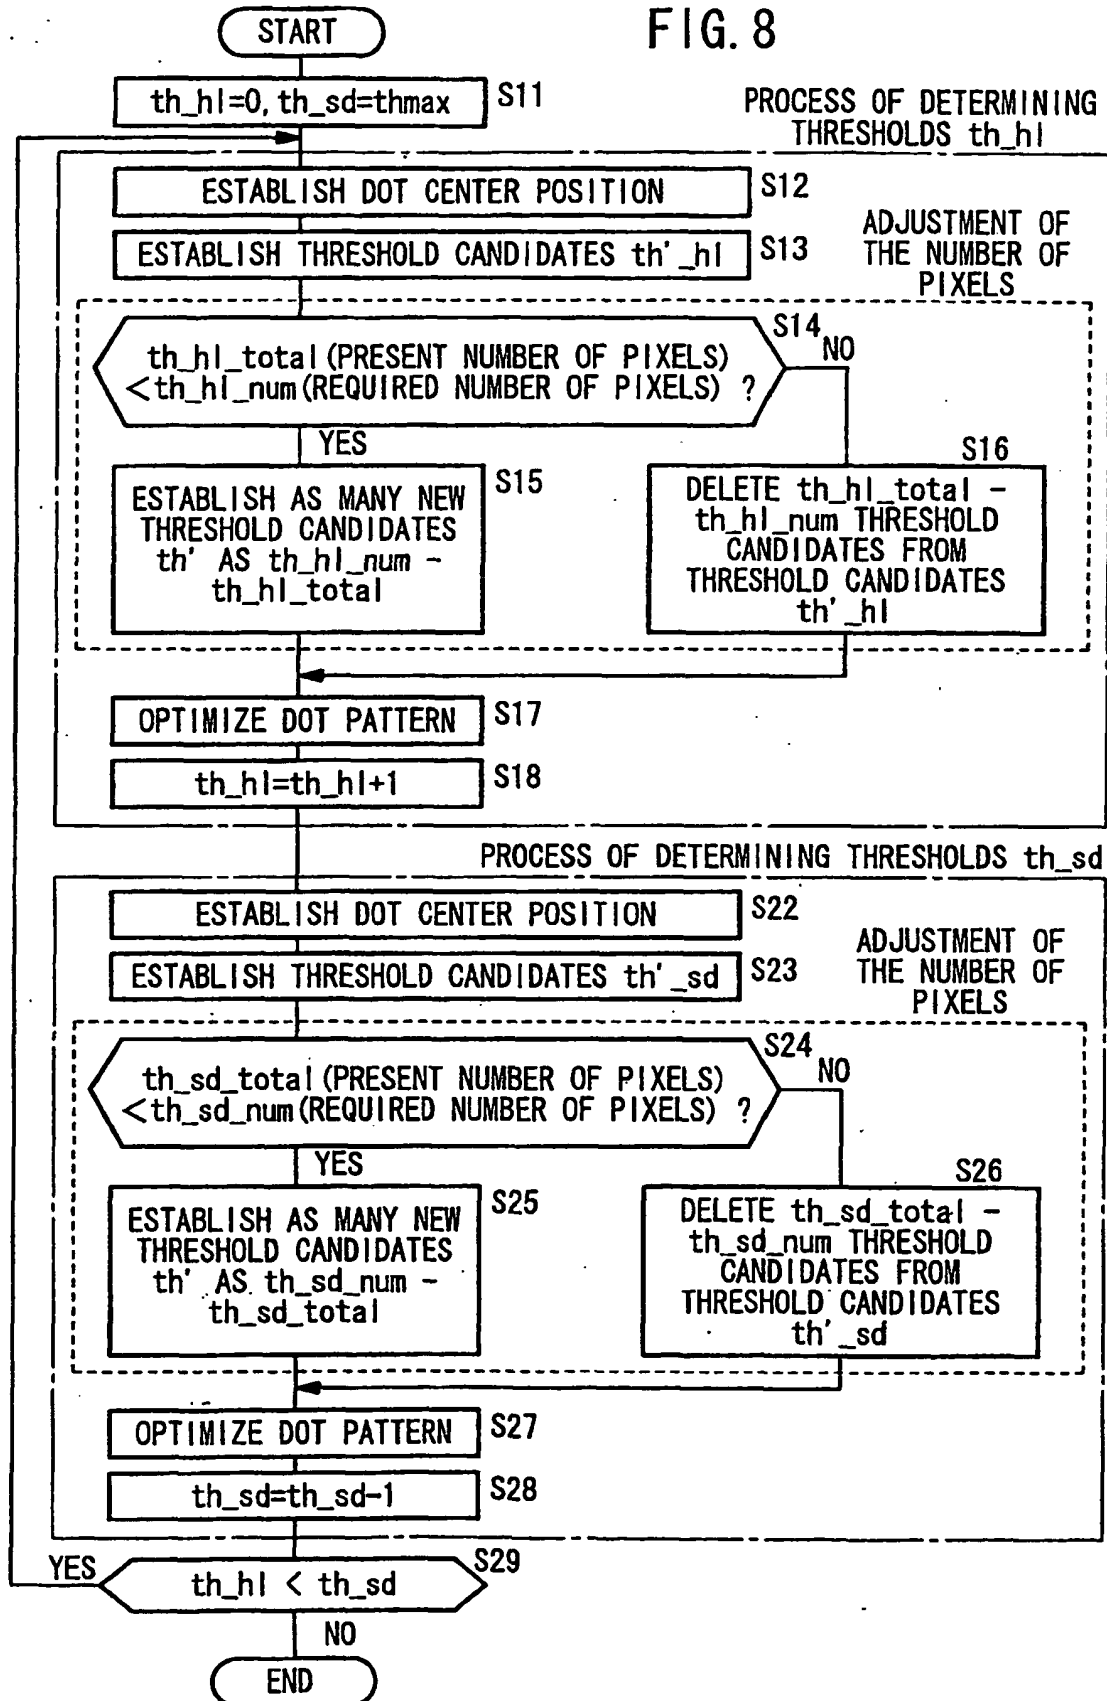 FIG. 8
START
th_hl=0, th_sd=thmax
S11
PROCESS OF DETERMINING
THRESHOLDS th_hl
ESTABLISH DOT CENTER POSITION
S12
ESTABLISH THRESHOLD CANDIDATES th'_hl
S13
ADJUSTMENT OF
THE NUMBER OF
PIXELS
S14
th_hl_total (PRESENT NUMBER OF PIXELS)
<th_hl_num (REQUIRED NUMBER OF PIXELS) ?
NO
YES
ESTABLISH AS MANY NEW
THRESHOLD CANDIDATES
th' AS th_hl_num -
th_hl_total
S15
S16
DELETE th_hl_total -
th_hl_num THRESHOLD
CANDIDATES FROM
THRESHOLD CANDIDATES
th'_hl
OPTIMIZE DOT PATTERN
S17
th_hl=th_hl+1
S18
PROCESS OF DETERMINING THRESHOLDS th_sd
ESTABLISH DOT CENTER POSITION
S22
ESTABLISH THRESHOLD CANDIDATES th'_sd
S23
ADJUSTMENT OF
THE NUMBER OF
PIXELS
S24
th_sd_total (PRESENT NUMBER OF PIXELS)
<th_sd_num (REQUIRED NUMBER OF PIXELS) ?
NO
YES
ESTABLISH AS MANY NEW
THRESHOLD CANDIDATES
th' AS th_sd_num -
th_sd_total
S25
S26
DELETE th_sd_total -
th_sd_num THRESHOLD
CANDIDATES FROM
THRESHOLD CANDIDATES
th'_sd
OPTIMIZE DOT PATTERN
S27
th_sd=th_sd-1
S28
S29
YES
th_hl < th_sd
NO
END